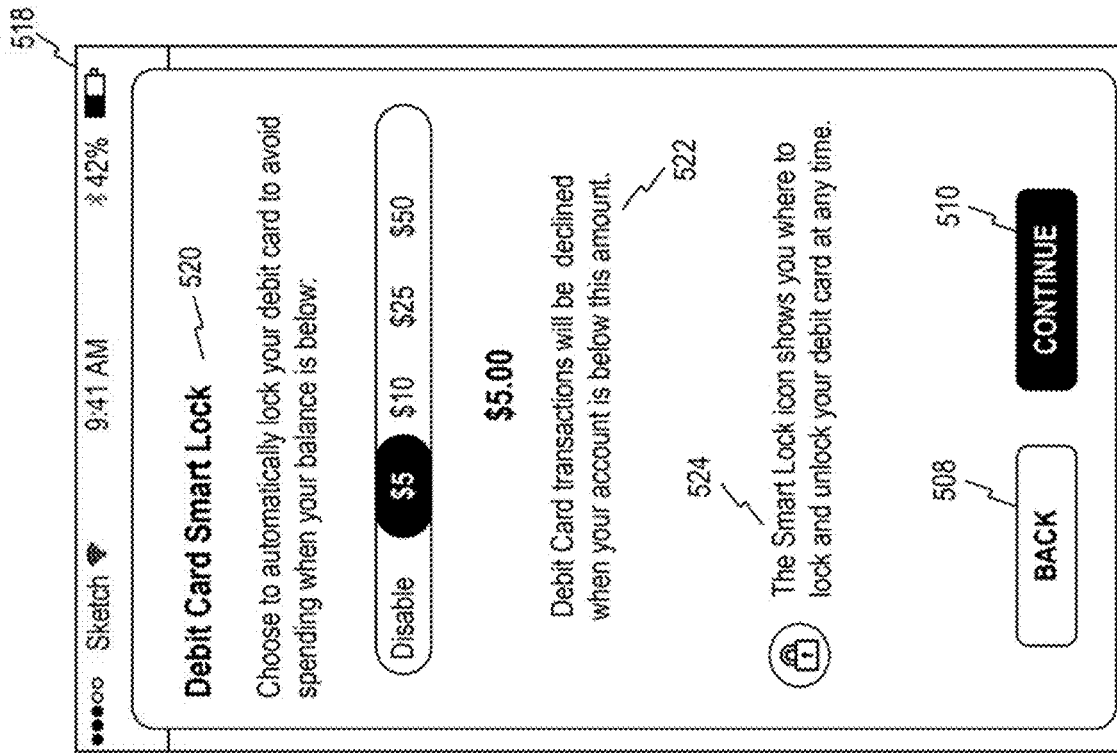 518
●●●○○ Sketch 9:41 AM 42%
Debit Card Smart Lock
520
Choose to automatically lock your debit card to avoid
spending when your balance is below:
Disable $5 $10 $25 $50
$5.00
Debit Card transactions will be declined
when your account is below this amount.
522
524
The Smart Lock icon shows you where to
lock and unlock your debit card at any time.
508
510
BACK CONTINUE